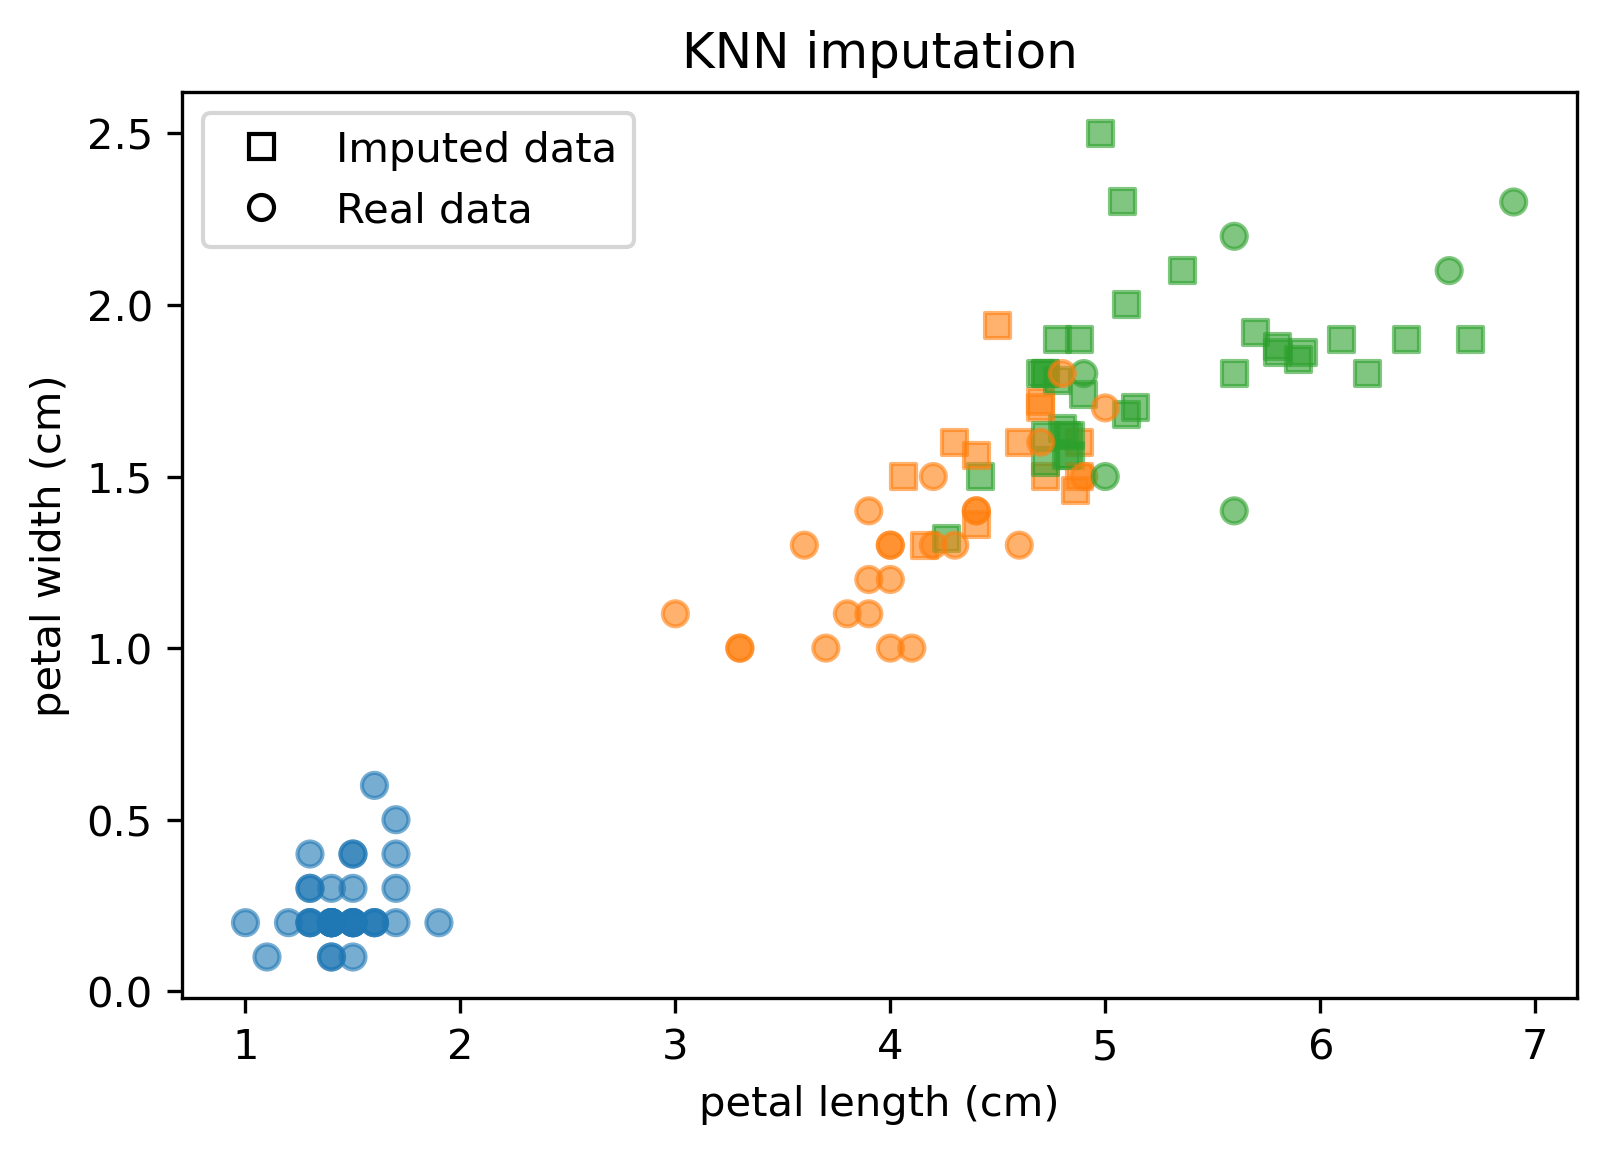 KNN imputation
Imputed data
Real data
2.5
2.0
1.5
1.0
0.5
0.0
petal width (cm)
1 2 3 4 5 6 7
petal length (cm)